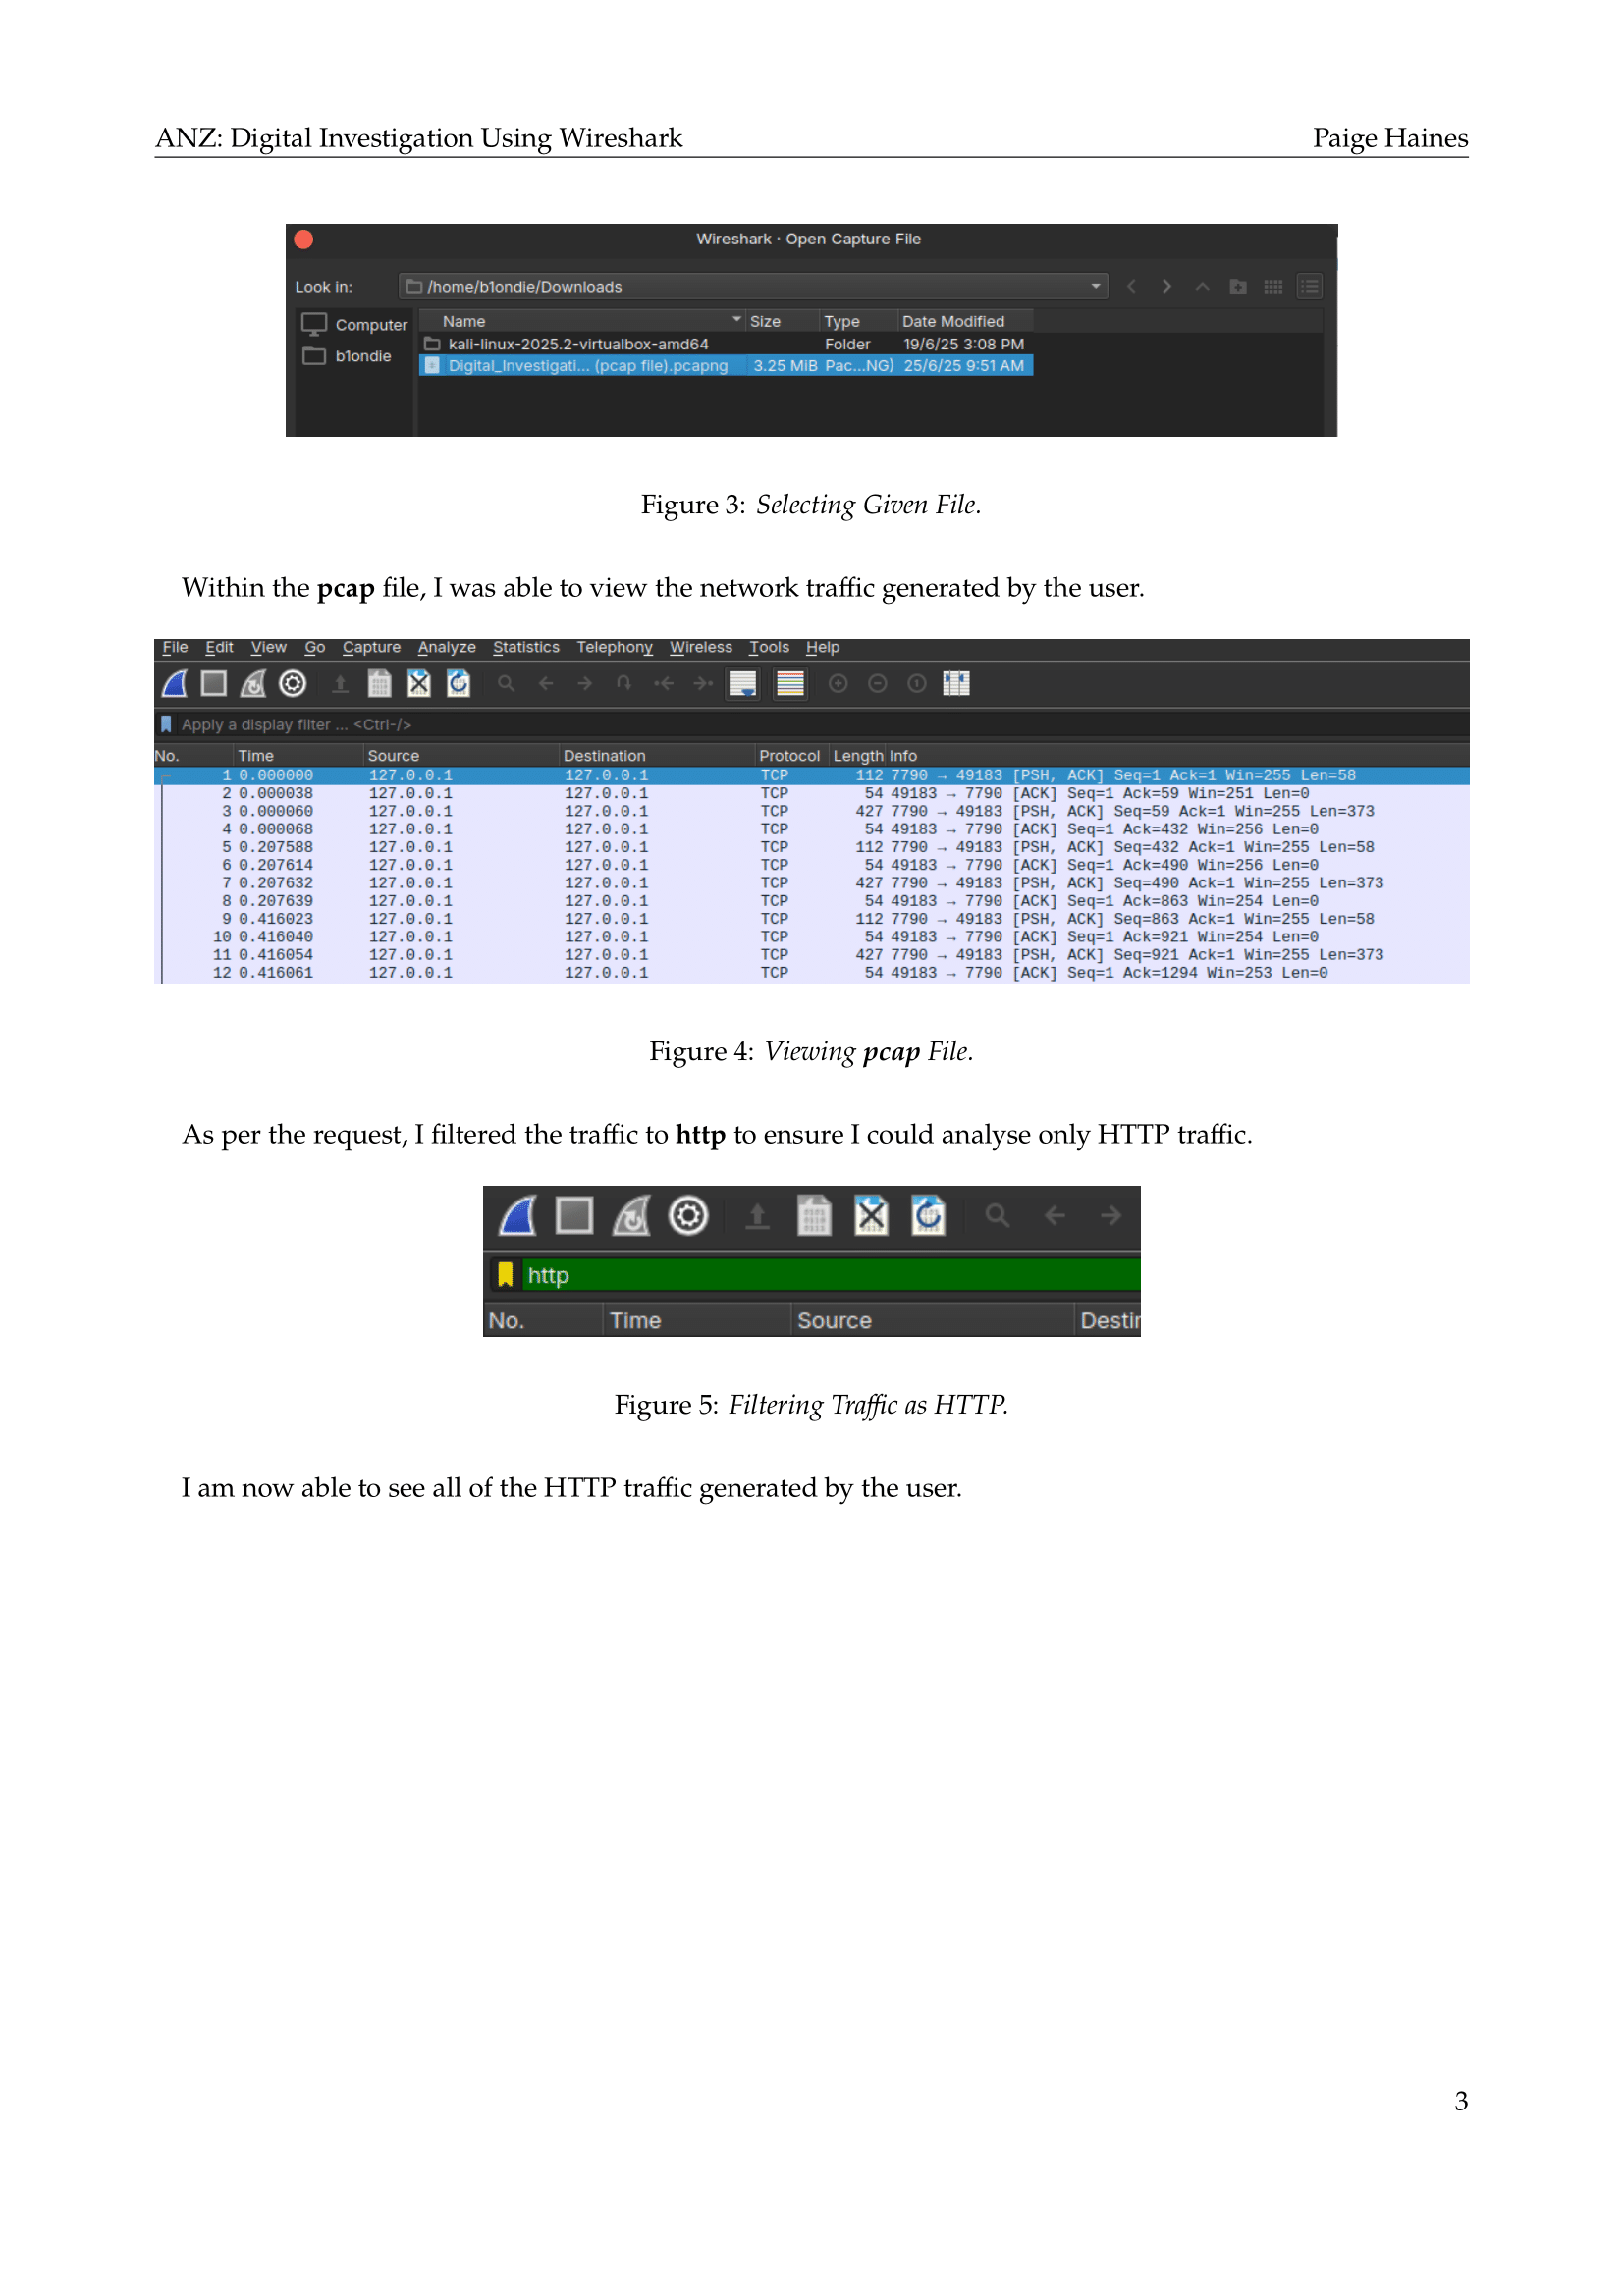 ANZ: Digital Investigation Using Wireshark Paige Haines
Wireshark · Open Capture File
Look in: /home/b1ondie/Downloads
Computer
b1ondie
Name Size Type Date Modified
kali-linux-2025.2-virtualbox-amd64 Folder 19/6/25 3:08 PM
Digital_Investigati... (pcap file).pcapng 3.25 MiB Pac...NG) 25/6/25 9:51 AM
Figure 3: Selecting Given File.
Within the pcap file, I was able to view the network traffic generated by the user.
File Edit View Go Capture Analyze Statistics Telephony Wireless Tools Help
Apply a display filter ... <Ctrl-/>
No. Time Source Destination Protocol Length Info
1 0.000000 127.0.0.1 127.0.0.1 TCP 112 7790 → 49183 [PSH, ACK] Seq=1 Ack=1 Win=255 Len=58
2 0.000038 127.0.0.1 127.0.0.1 TCP 54 49183 → 7790 [ACK] Seq=1 Ack=59 Win=251 Len=0
3 0.000060 127.0.0.1 127.0.0.1 TCP 427 7790 → 49183 [PSH, ACK] Seq=59 Ack=1 Win=255 Len=373
4 0.000068 127.0.0.1 127.0.0.1 TCP 54 49183 → 7790 [ACK] Seq=1 Ack=432 Win=256 Len=0
5 0.207588 127.0.0.1 127.0.0.1 TCP 112 7790 → 49183 [PSH, ACK] Seq=432 Ack=1 Win=255 Len=58
6 0.207614 127.0.0.1 127.0.0.1 TCP 54 49183 → 7790 [ACK] Seq=1 Ack=490 Win=256 Len=0
7 0.207632 127.0.0.1 127.0.0.1 TCP 427 7790 → 49183 [PSH, ACK] Seq=490 Ack=1 Win=255 Len=373
8 0.207639 127.0.0.1 127.0.0.1 TCP 54 49183 → 7790 [ACK] Seq=1 Ack=863 Win=254 Len=0
9 0.416023 127.0.0.1 127.0.0.1 TCP 112 7790 → 49183 [PSH, ACK] Seq=863 Ack=1 Win=255 Len=58
10 0.416040 127.0.0.1 127.0.0.1 TCP 54 49183 → 7790 [ACK] Seq=1 Ack=921 Win=254 Len=0
11 0.416054 127.0.0.1 127.0.0.1 TCP 427 7790 → 49183 [PSH, ACK] Seq=921 Ack=1 Win=255 Len=373
12 0.416061 127.0.0.1 127.0.0.1 TCP 54 49183 → 7790 [ACK] Seq=1 Ack=1294 Win=253 Len=0
Figure 4: Viewing pcap File.
As per the request, I filtered the traffic to http to ensure I could analyse only HTTP traffic.
http
No. Time Source Destin
Figure 5: Filtering Traffic as HTTP.
I am now able to see all of the HTTP traffic generated by the user.
3